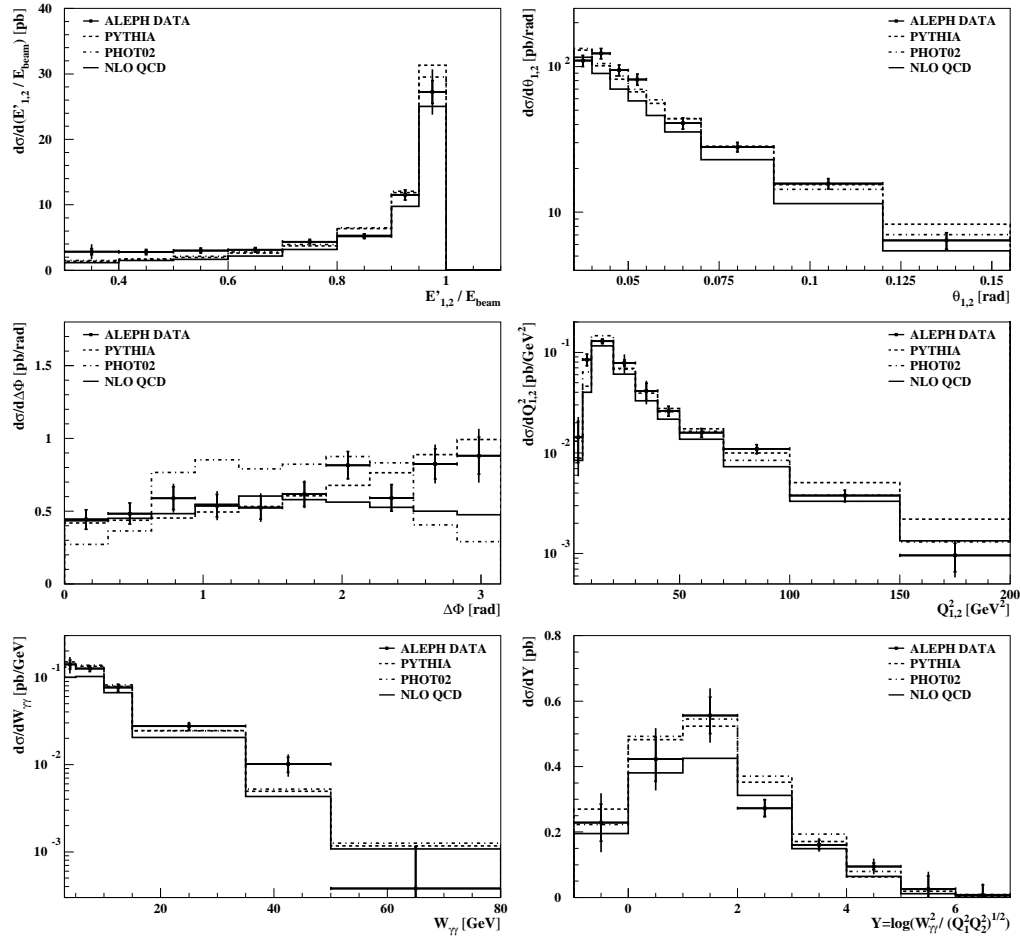 dσ/d(E'1,2 / Ebeam) [pb]
40
30
20
10
0
ALEPH DATA
PYTHIA
PHOT02
NLO QCD
0.4
0.6
0.8
1
E'1,2 / Ebeam
dσ/dθ1,2 [pb/rad]
10²
10
ALEPH DATA
PYTHIA
PHOT02
NLO QCD
0.05
0.075
0.1
0.125
0.15
θ1,2 [rad]
dσ/dΔΦ [pb/rad]
1.5
1
0.5
0
ALEPH DATA
PYTHIA
PHOT02
NLO QCD
0
1
2
3
ΔΦ [rad]
dσ/dQ²1,2 [pb/GeV²]
10⁻¹
10⁻²
10⁻³
ALEPH DATA
PYTHIA
PHOT02
NLO QCD
50
100
150
200
Q²1,2 [GeV²]
dσ/dWγγ [pb/GeV]
10⁻¹
10⁻²
10⁻³
ALEPH DATA
PYTHIA
PHOT02
NLO QCD
20
40
60
80
Wγγ [GeV]
dσ/dY [pb]
0.8
0.6
0.4
0.2
0
ALEPH DATA
PYTHIA
PHOT02
NLO QCD
0
2
4
6
Y=log(W²γγ / (Q²1Q²2)^1/2)